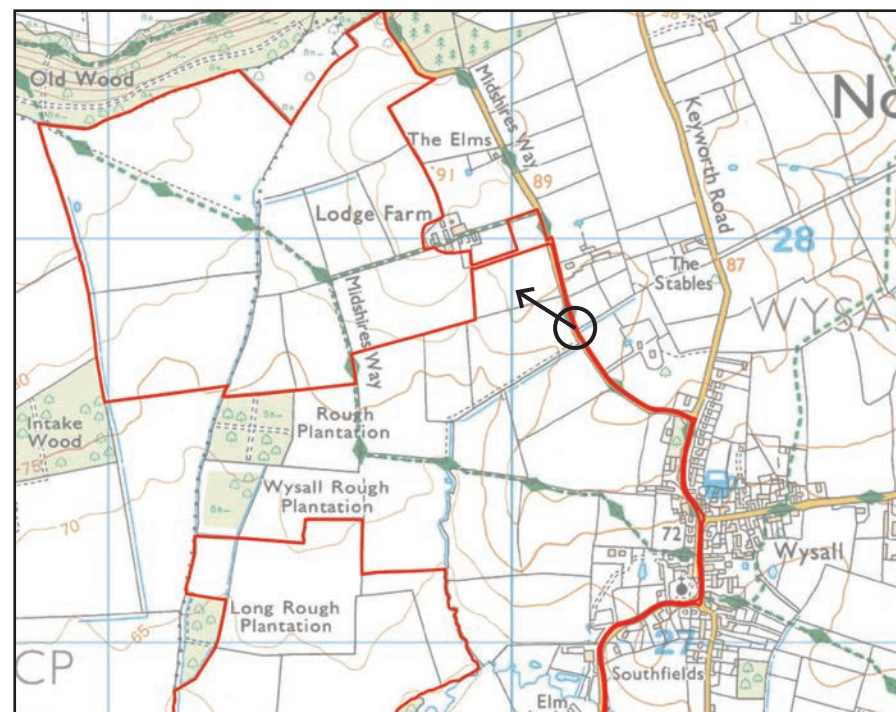 Old Wood
The Elms
91
89
Midshires Way
Keyworth Road
No
Lodge Farm
28
The
Stables
87
WYSA
Midshires Way
Intake
Wood
75
Rough
Plantation
Wysall Rough
Plantation
70
72
Wysall
Long Rough
Plantation
65
27
CP
Southfields
Elm